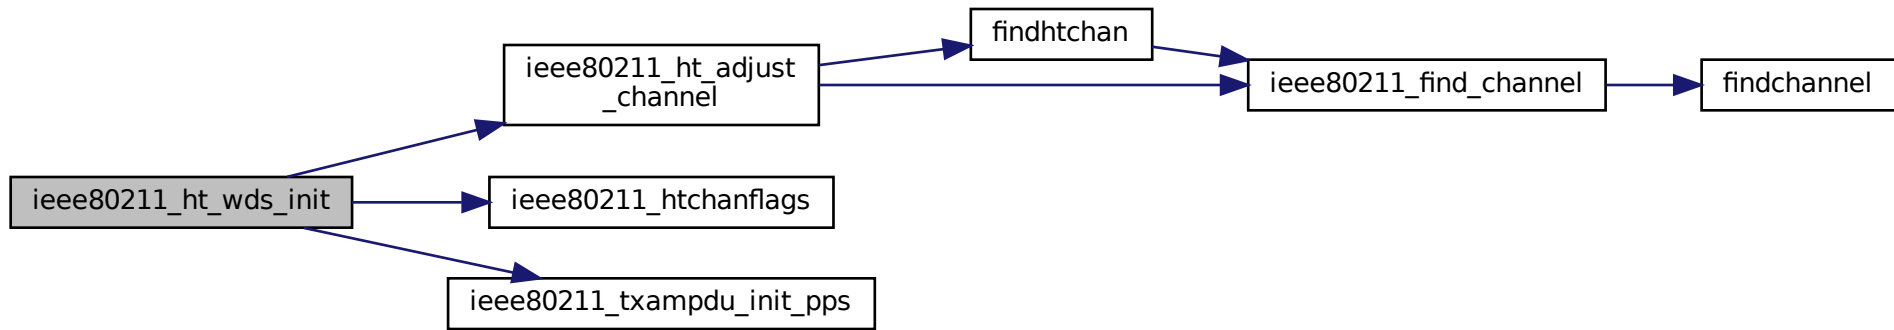 ieee80211_ht_wds_init
ieee80211_ht_adjust
_channel
findhtchan
ieee80211_find_channel
findchannel
ieee80211_htchanflags
ieee80211_txampdu_init_pps